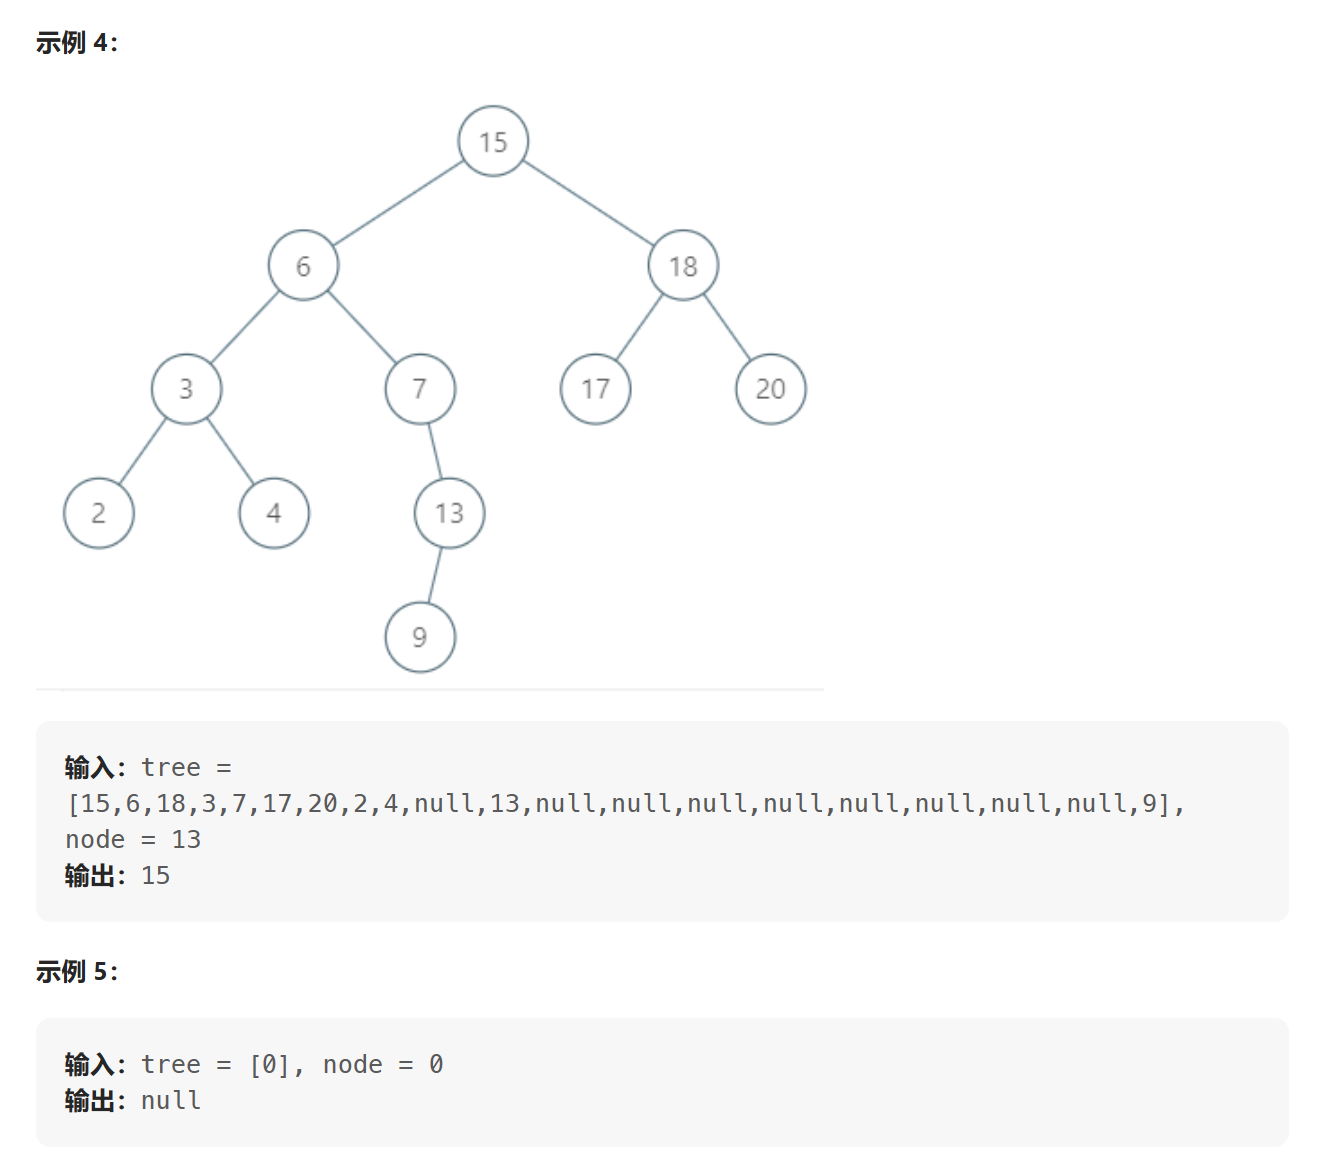 示例 4：
15
6
18
3
7
17
20
2
4
13
9
输入：tree =
[15,6,18,3,7,17,20,2,4,null,13,null,null,null,null,null,null,null,null,9],
node = 13
输出：15
示例 5：
输入：tree = [0], node = 0
输出：null